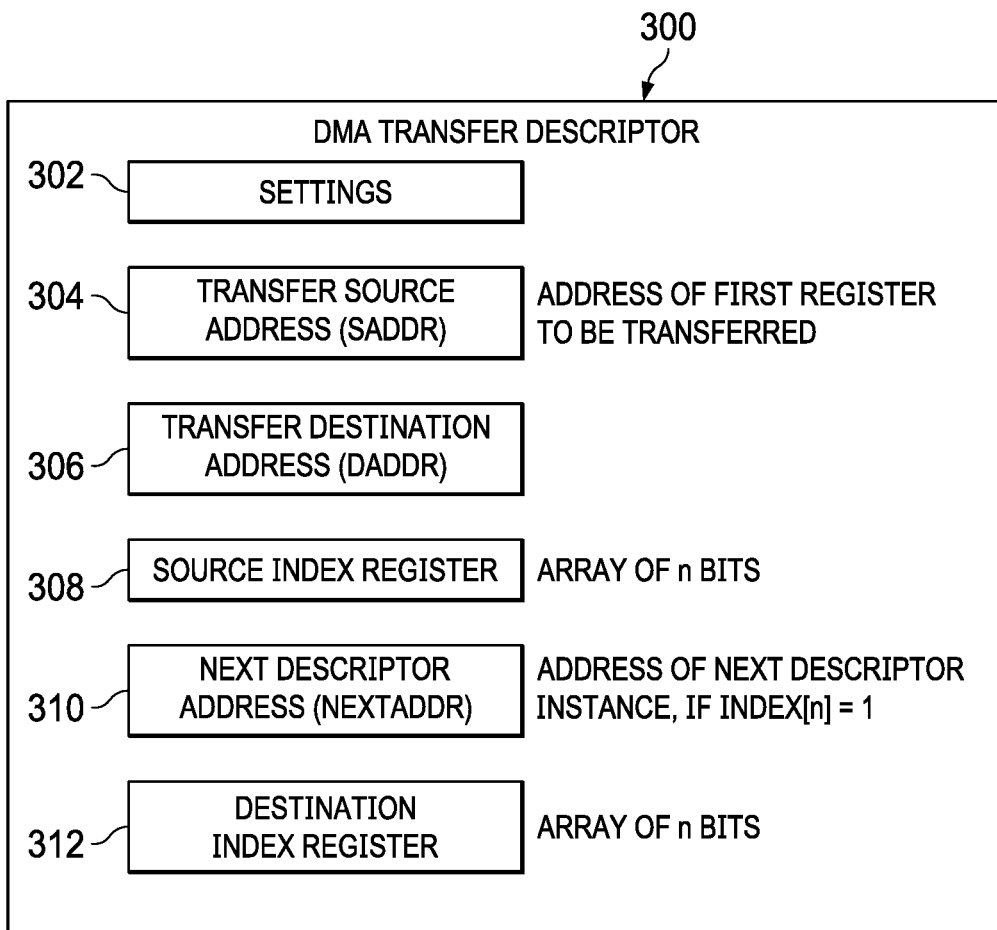 300
DMA TRANSFER DESCRIPTOR
302
SETTINGS
304
TRANSFER SOURCE
ADDRESS (SADDR)
ADDRESS OF FIRST REGISTER
TO BE TRANSFERRED
306
TRANSFER DESTINATION
ADDRESS (DADDR)
308
SOURCE INDEX REGISTER
ARRAY OF n BITS
310
NEXT DESCRIPTOR
ADDRESS (NEXTADDR)
ADDRESS OF NEXT DESCRIPTOR
INSTANCE, IF INDEX[n] = 1
312
DESTINATION
INDEX REGISTER
ARRAY OF n BITS